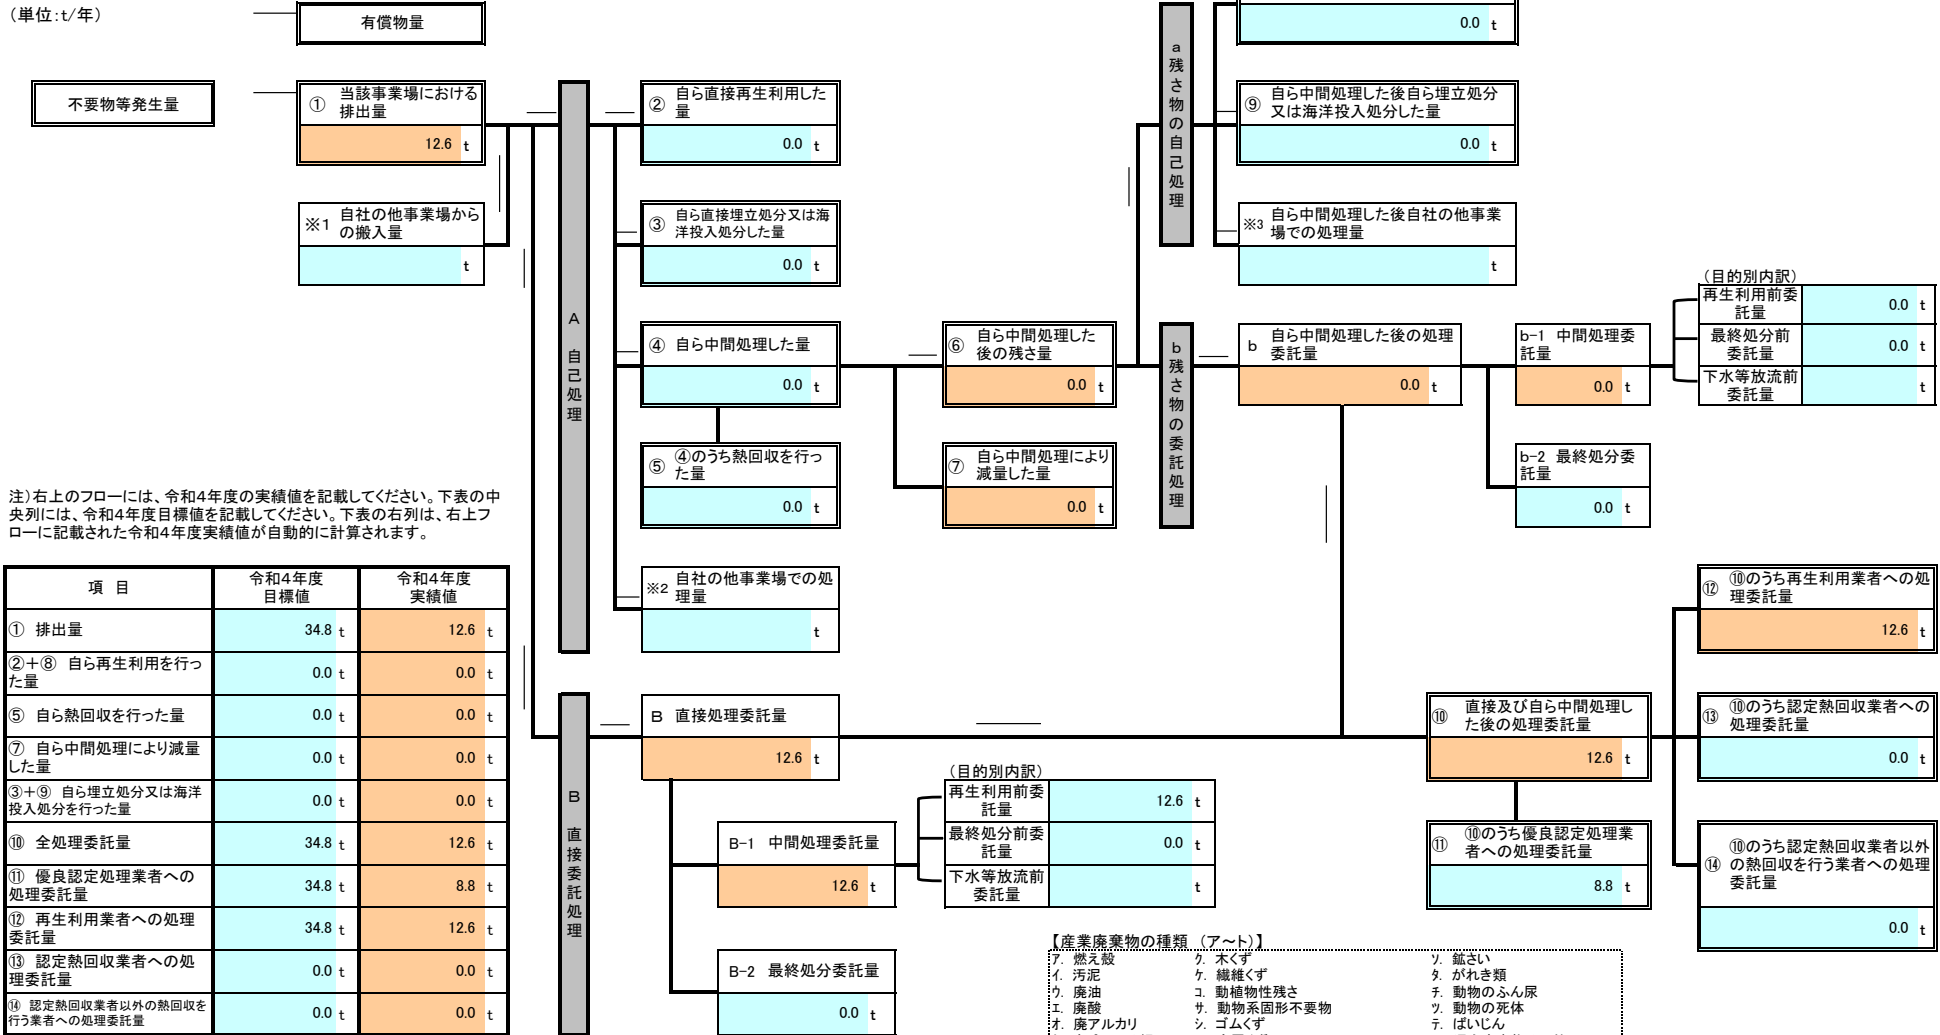 (単位:t/年)
有償物量
不要物等発生量
① 当該事業場における
排出量
12.6 t
※1 自社の他事業場から
の搬入量
t
A 自己処理
② 自ら直接再生利用した
量
0.0 t
③ 自ら直接埋立処分又は海
洋投入処分した量
0.0 t
④ 自ら中間処理した量
0.0 t
⑤ ④のうち熱回収を行っ
た量
0.0 t
※2 自社の他事業場での処
理量
t
⑥ 自ら中間処理した
後の残さ量
0.0 t
⑦ 自ら中間処理により
減量した量
0.0 t
a 残さ物の自己処理
0.0 t
⑨ 自ら中間処理した後自ら埋立処分
又は海洋投入処分した量
0.0 t
※3 自ら中間処理した後自社の他事業
場での処理量
t
b 残さ物の委託処理
b 自ら中間処理した後の処理
委託量
0.0 t
b-1 中間処理委
託量
0.0 t
b-2 最終処分委
託量
0.0 t
(目的別内訳)
再生利用前委
託量
0.0 t
最終処分前
委託量
0.0 t
下水等放流前
委託量
t
注)右上のフローには、令和4年度の実績値を記載してください。下表の中
央列には、令和4年度目標値を記載してください。下表の右列は、右上フ
ローに記載された令和4年度実績値が自動的に計算されます。
項 目 令和4年度
目標値 令和4年度
実績値
① 排出量 34.8 t 12.6 t
②+⑧ 自ら再生利用を行っ
た量 0.0 t 0.0 t
⑤ 自ら熱回収を行った量 0.0 t 0.0 t
⑦ 自ら中間処理により減量
した量 0.0 t 0.0 t
③+⑨ 自ら埋立処分又は海洋
投入処分を行った量 0.0 t 0.0 t
⑩ 全処理委託量 34.8 t 12.6 t
⑪ 優良認定処理業者への
処理委託量 34.8 t 8.8 t
⑫ 再生利用業者への処理
委託量 34.8 t 12.6 t
⑬ 認定熱回収業者への処
理委託量 0.0 t 0.0 t
⑭ 認定熱回収業者以外の熱回収を
行う業者への処理委託量 0.0 t 0.0 t
B 直接委託処理
B 直接処理委託量
12.6 t
B-1 中間処理委託量
12.6 t
B-2 最終処分委託量
0.0 t
(目的別内訳)
再生利用前委
託量
12.6 t
最終処分前委
託量
0.0 t
下水等放流前
委託量
t
⑩ 直接及び自ら中間処理し
た後の処理委託量
12.6 t
⑪ ⑩のうち優良認定処理業
者への処理委託量
8.8 t
⑫ ⑩のうち再生利用業者への処
理委託量
12.6 t
⑬ ⑩のうち認定熱回収業者への
処理委託量
0.0 t
⑭ ⑩のうち認定熱回収業者以外
の熱回収を行う業者への処理
委託量
0.0 t
【産業廃棄物の種類 (ア~ト)】
ア. 燃え殻 ク. 木くず ソ. 鉱さい
イ. 汚泥 ケ. 繊維くず タ. がれき類
ウ. 廃油 コ. 動植物性残さ チ. 動物のふん尿
エ. 廃酸 サ. 動物系固形不要物 ツ. 動物の死体
オ. 廃アルカリ シ. ゴムくず テ. ばいじん